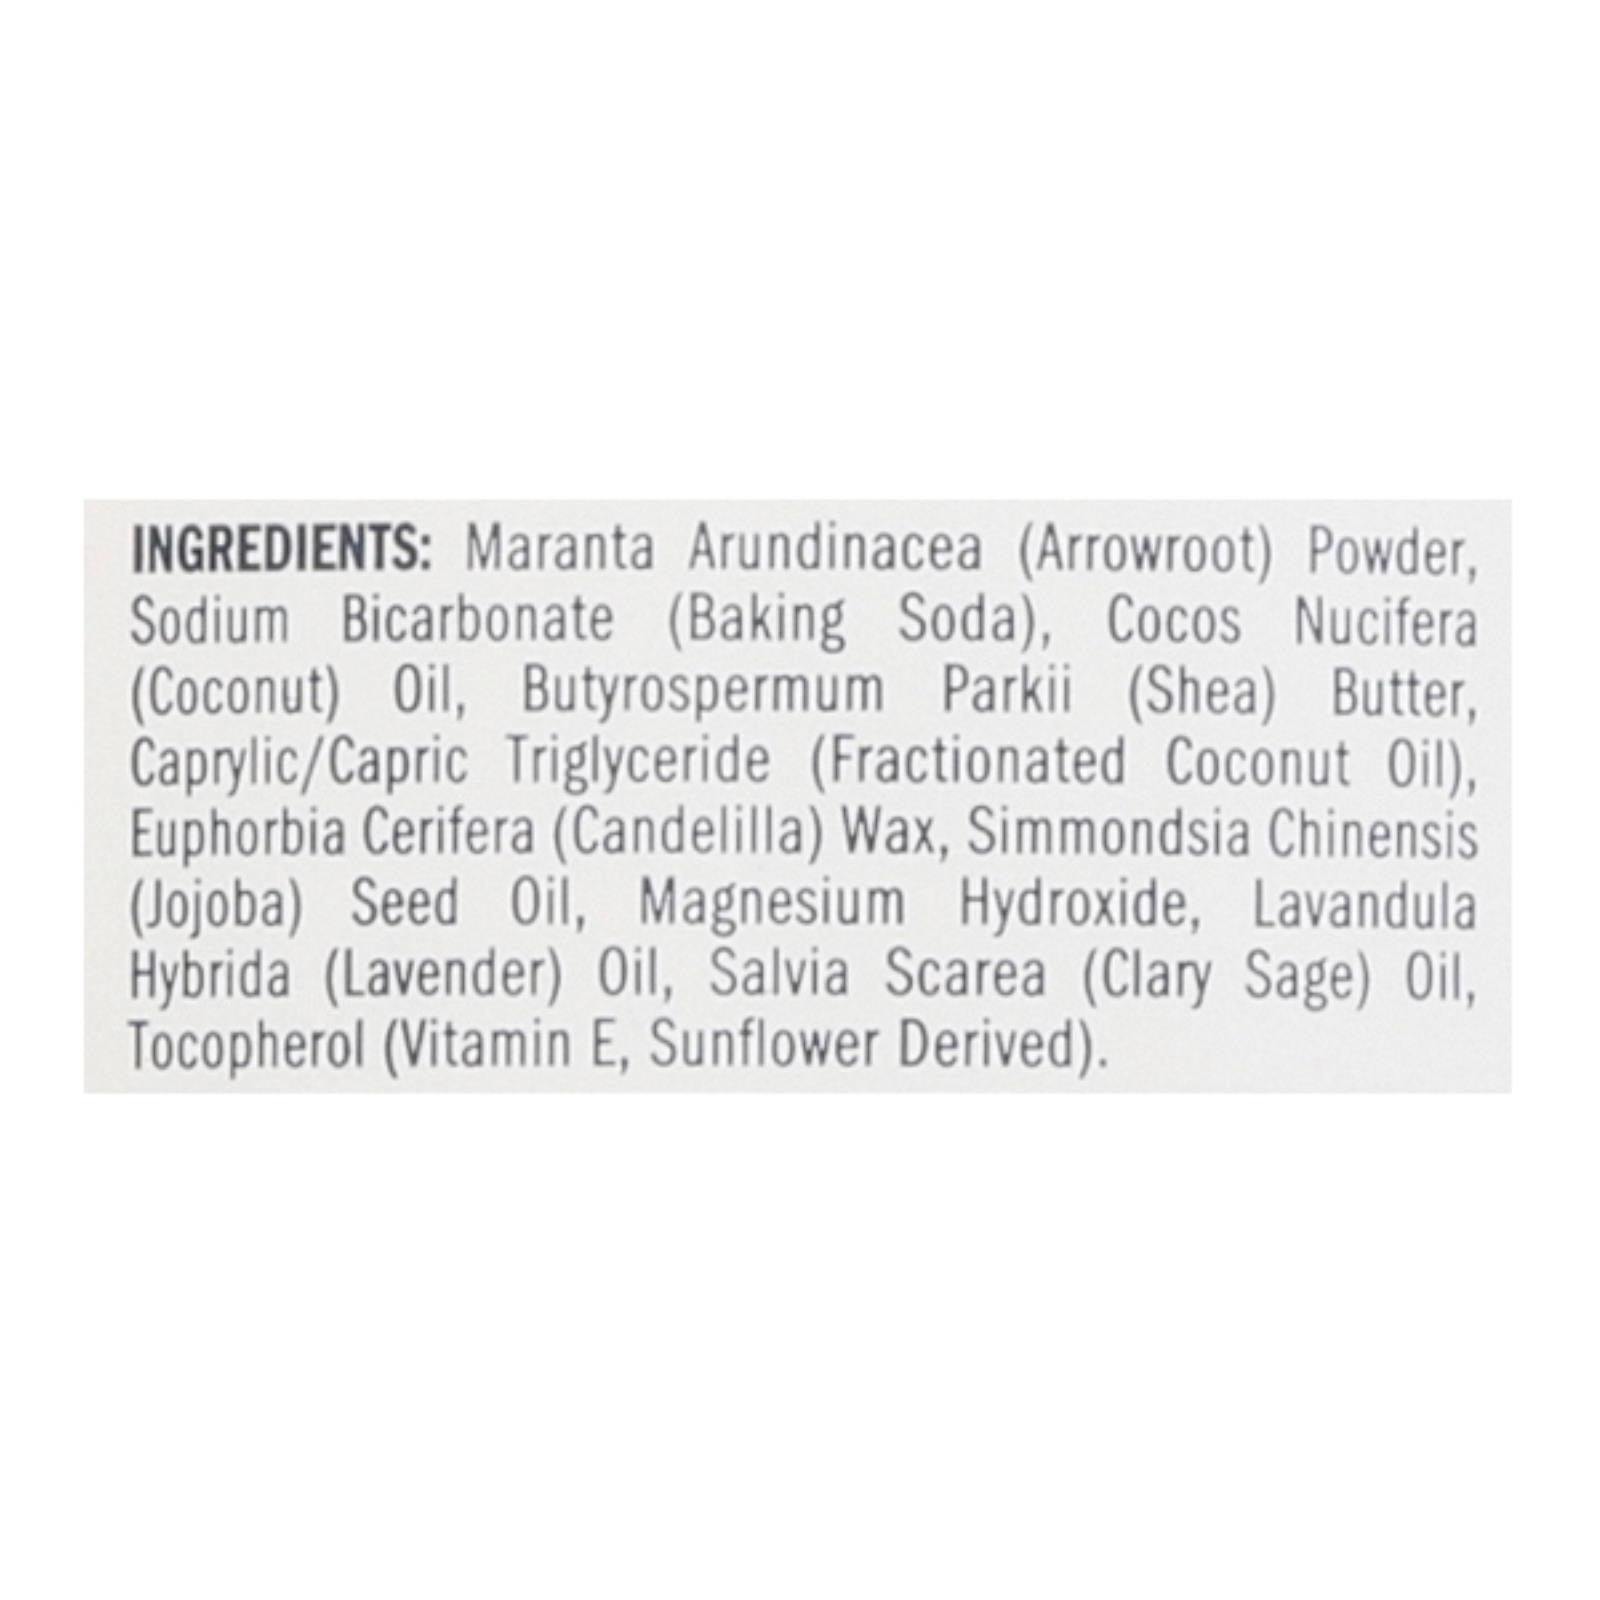 INGREDIENTS: Maranta Arundinacea (Arrowroot) Powder,
Sodium Bicarbonate (Baking Soda), Cocos Nucifera
(Coconut) Oil, Butyrospermum Parkii (Shea) Butter,
Caprylic/Capric Triglyceride (Fractionated Coconut Oil),
Euphorbia Cerifera (Candelilla) Wax, Simmondsia Chinensis
(Jojoba) Seed Oil, Magnesium Hydroxide, Lavandula
Hybrida (Lavender) Oil, Salvia Scarea (Clary Sage) Oil,
Tocopherol (Vitamin E, Sunflower Derived).